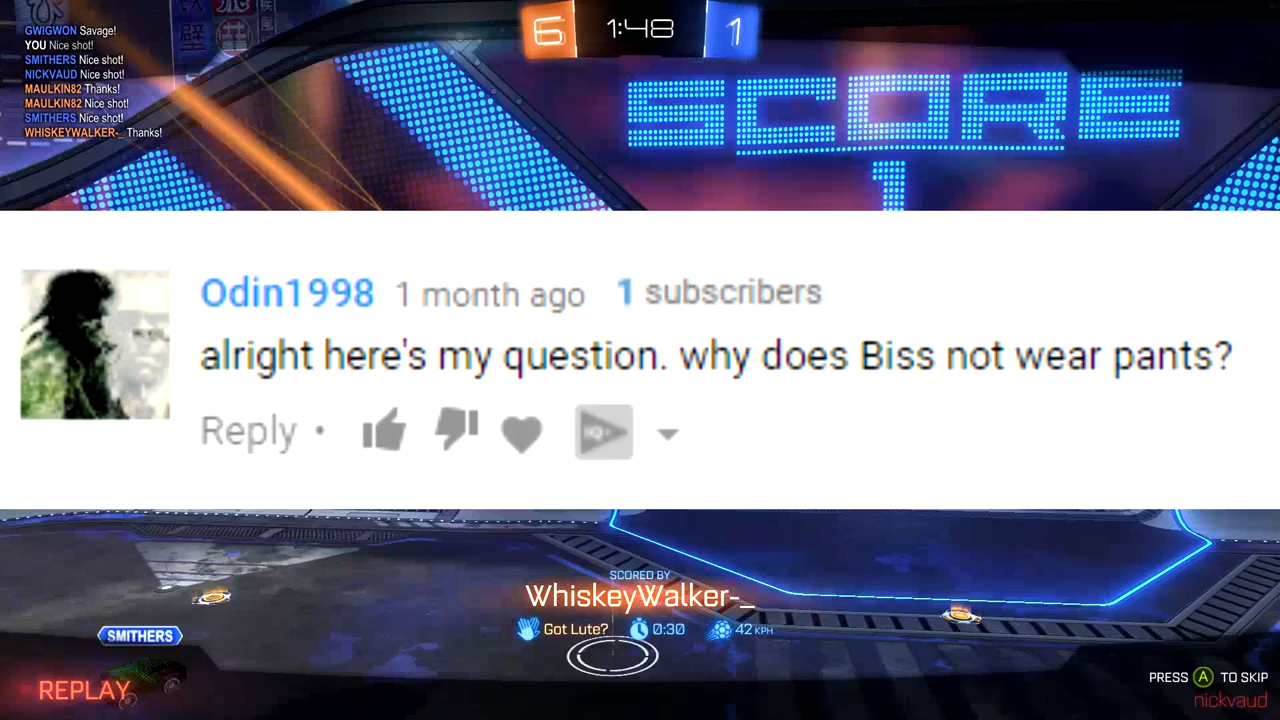 GWIGWON Savage!
YOU Nice shot!
SMITHERS Nice shot!
NICKVAUD Nice shot!
MAULKIN82 Thanks!
MAULKIN82 Nice shot!
SMITHERS Nice shot!
WHISKEYWALKER-_ Thanks!
6 1:48 1
SCORE
1
Odin1998 1 month ago 1 subscribers
alright here's my question. why does Biss not wear pants?
Reply •
SCORED BY
WhiskeyWalker-_
Got Lute? 0:30 42 KPH
SMITHERS
REPLAY
PRESS A TO SKIP
nickvaud